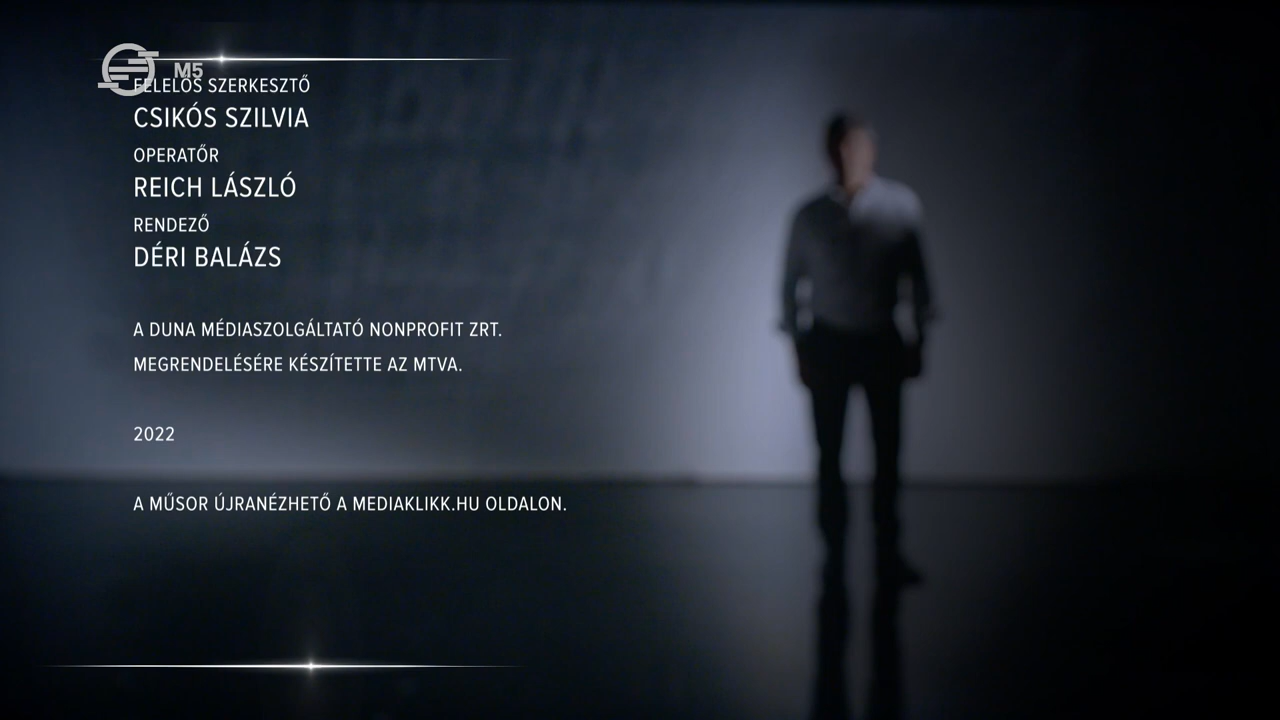 M5
FELELŐS SZERKESZTŐ
CSIKÓS SZILVIA
OPERATŐR
REICH LÁSZLÓ
RENDEZŐ
DÉRI BALÁZS
A DUNA MÉDIASZOLGÁLTATÓ NONPROFIT ZRT.
MEGRENDELÉSÉRE KÉSZÍTETTE AZ MTVA.
2022
A MŰSOR ÚJRANÉZHETŐ A MEDIAKLIKK.HU OLDALON.